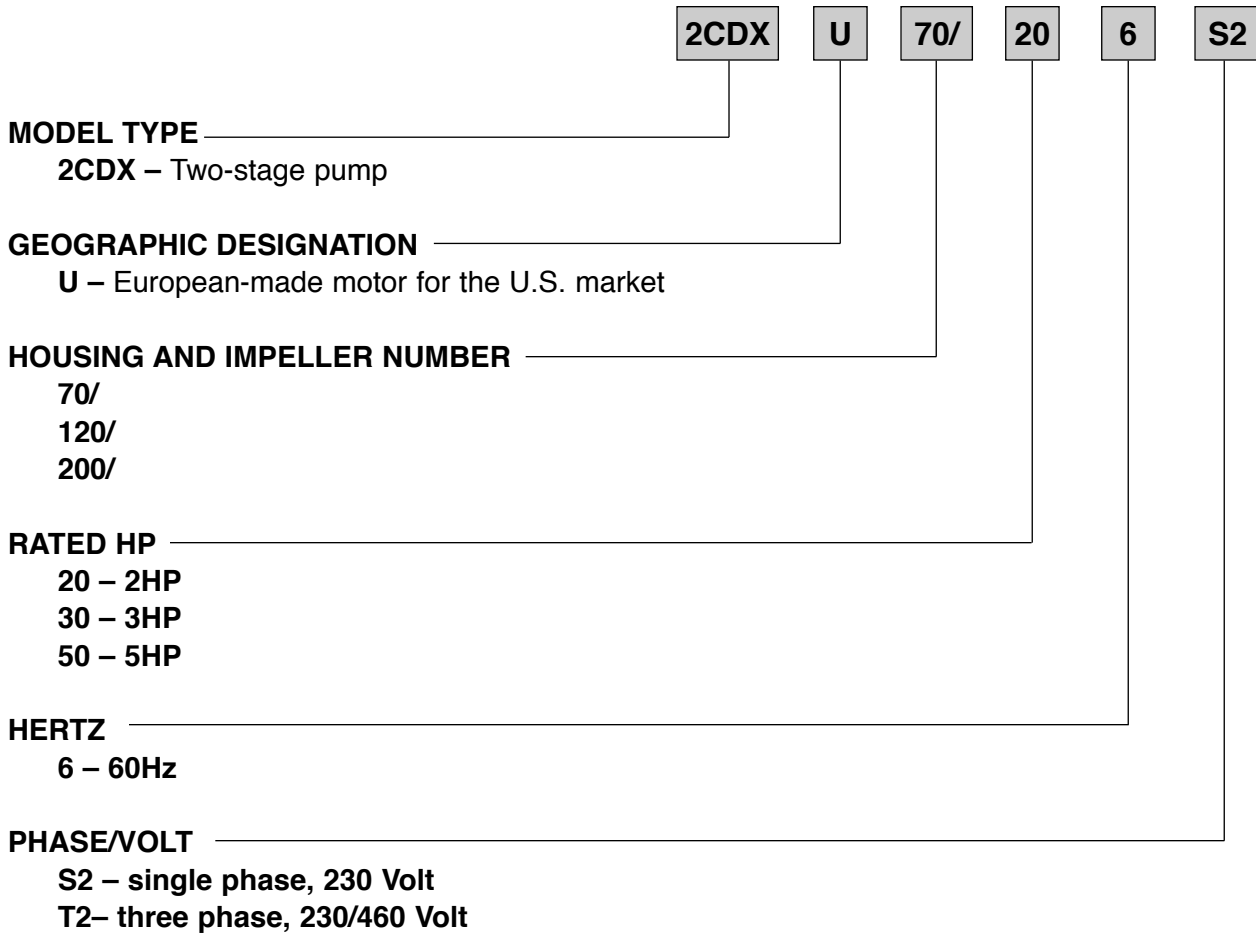 2CDX U 70/ 20 6 S2
MODEL TYPE
2CDX – Two-stage pump
GEOGRAPHIC DESIGNATION
U – European-made motor for the U.S. market
HOUSING AND IMPELLER NUMBER
70/
120/
200/
RATED HP
20 – 2HP
30 – 3HP
50 – 5HP
HERTZ
6 – 60Hz
PHASE/VOLT
S2 – single phase, 230 Volt
T2– three phase, 230/460 Volt